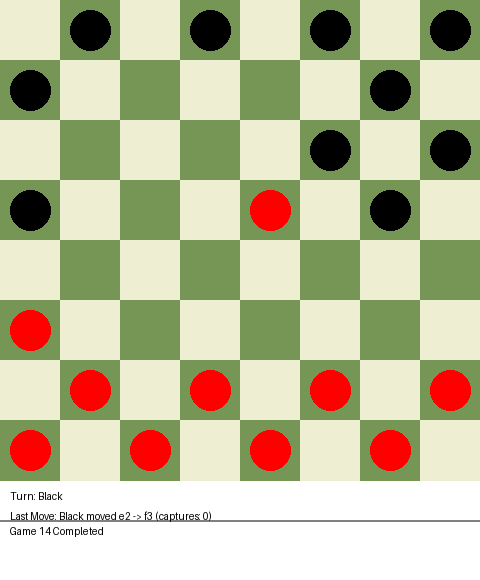 Turn: Black
Last Move: Black moved e2 -> f3 (captures: 0)
Game 14 Completed